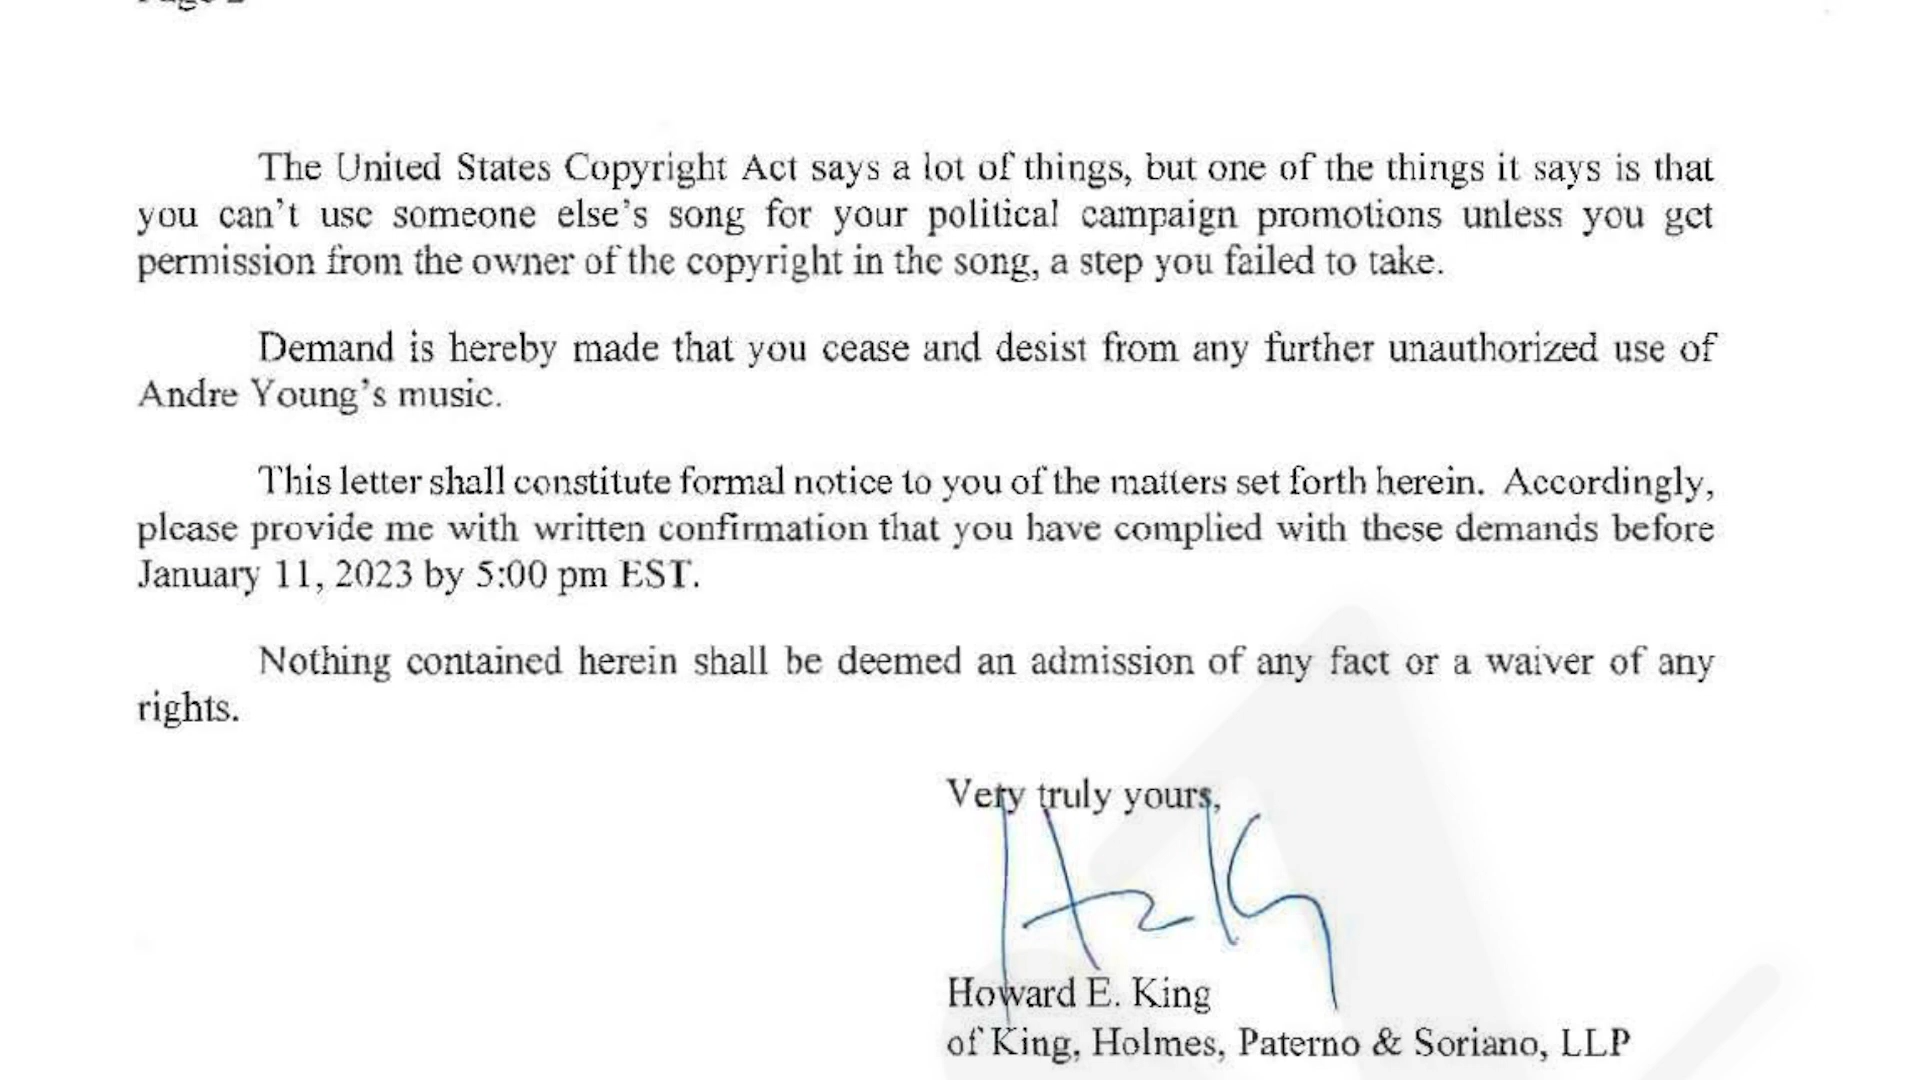 Page 2
The United States Copyright Act says a lot of things, but one of the things it says is that
you can't use someone else's song for your political campaign promotions unless you get
permission from the owner of the copyright in the song, a step you failed to take.
Demand is hereby made that you cease and desist from any further unauthorized use of
Andre Young's music.
This letter shall constitute formal notice to you of the matters set forth herein.  Accordingly,
please provide me with written confirmation that you have complied with these demands before
January 11, 2023 by 5:00 pm EST.
Nothing contained herein shall be deemed an admission of any fact or a waiver of any
rights.
Very truly yours,
Howard E. King
of King, Holmes, Paterno & Soriano, LLP